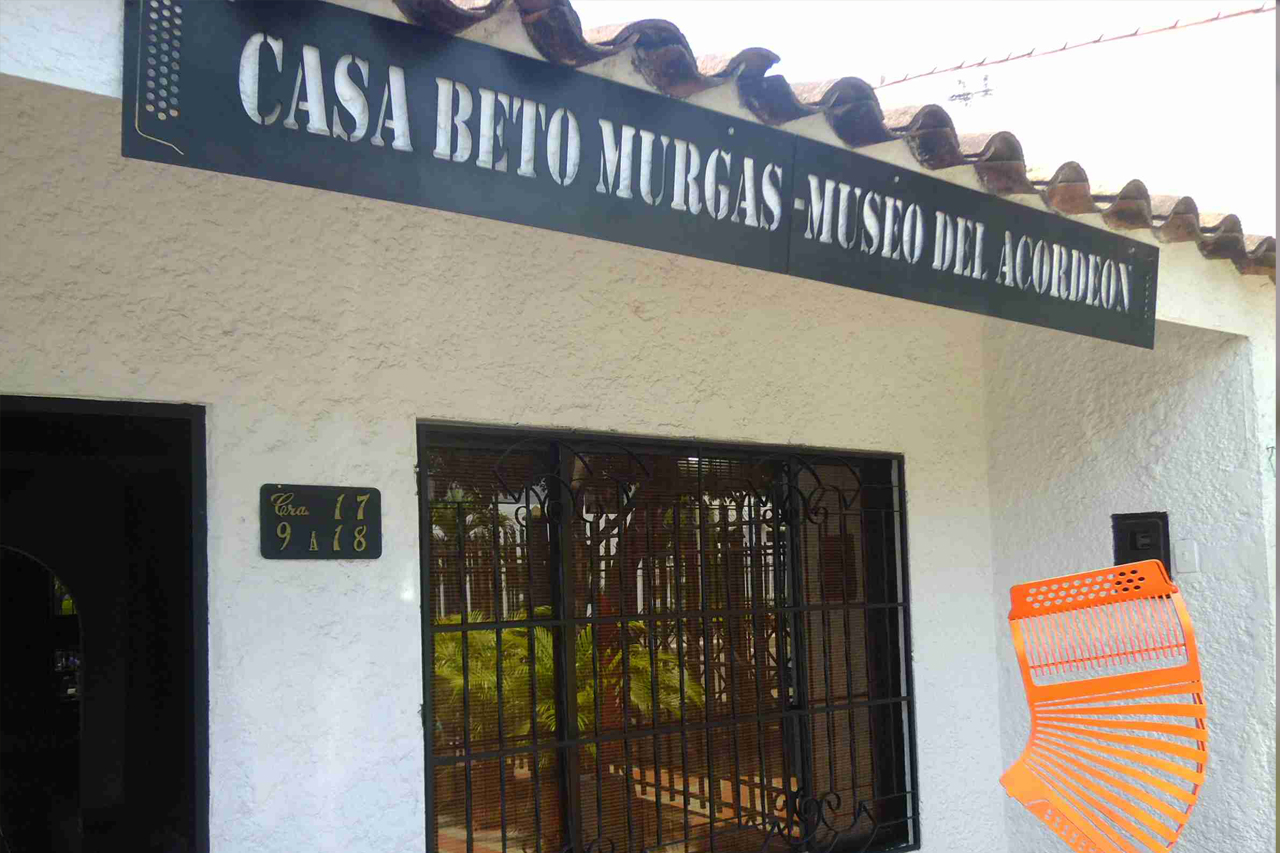 CASA BETO MURGAS - MUSEO DEL ACORDEON
Cra. 17
9 A 18